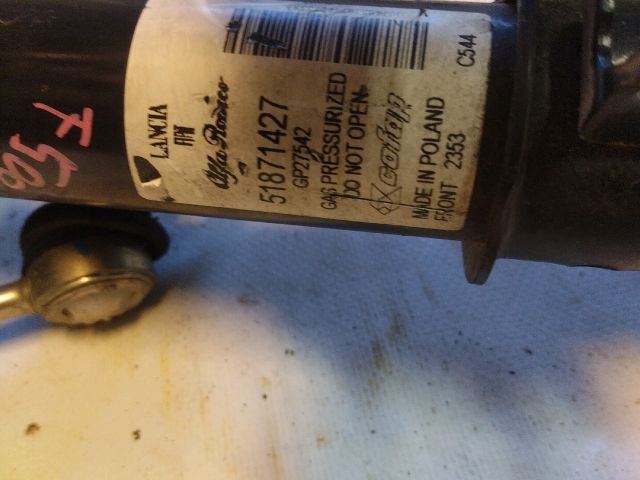 LANCIA
FIAT
Alfa Romeo
51871427
GP27542
GAS PRESSURIZED
DO NOT OPEN
MADE IN POLAND
FRONT 2353
C544